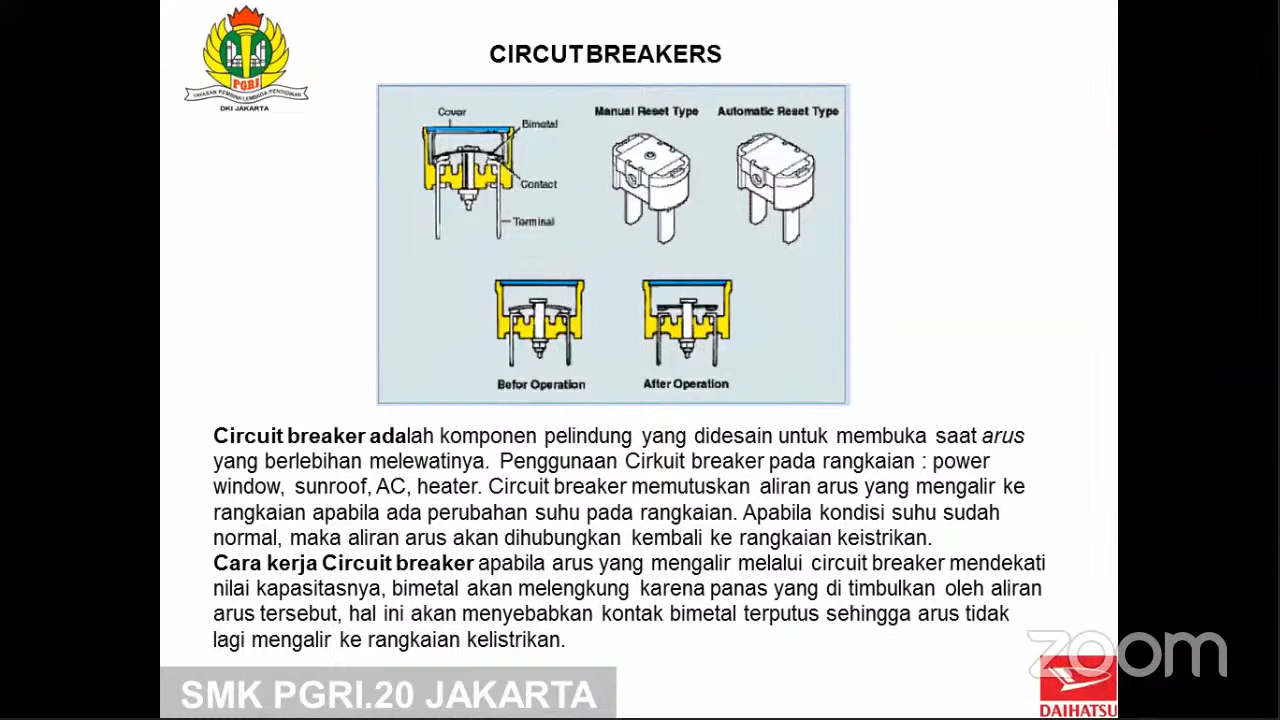 CIRCUTBREAKERS
PGRI
YAYASAN PEMBINA LEMBAGA PENDIDIKAN
DKI JAKARTA
Cover
Bimetal
Contact
Terminal
Manual Reset Type
Automatic Reset Type
Befor Operation
After Operation
Circuit breaker adalah komponen pelindung yang didesain untuk membuka saat arus
yang berlebihan melewatinya. Penggunaan Cirkuit breaker pada rangkaian : power
window, sunroof, AC, heater. Circuit breaker memutuskan aliran arus yang mengalir ke
rangkaian apabila ada perubahan suhu pada rangkaian. Apabila kondisi suhu sudah
normal, maka aliran arus akan dihubungkan kembali ke rangkaian keistrikan.
Cara kerja Circuit breaker apabila arus yang mengalir melalui circuit breaker mendekati
nilai kapasitasnya, bimetal akan melengkung karena panas yang di timbulkan oleh aliran
arus tersebut, hal ini akan menyebabkan kontak bimetal terputus sehingga arus tidak
lagi mengalir ke rangkaian kelistrikan.
zoom
SMK PGRI.20 JAKARTA
DAIHATSU